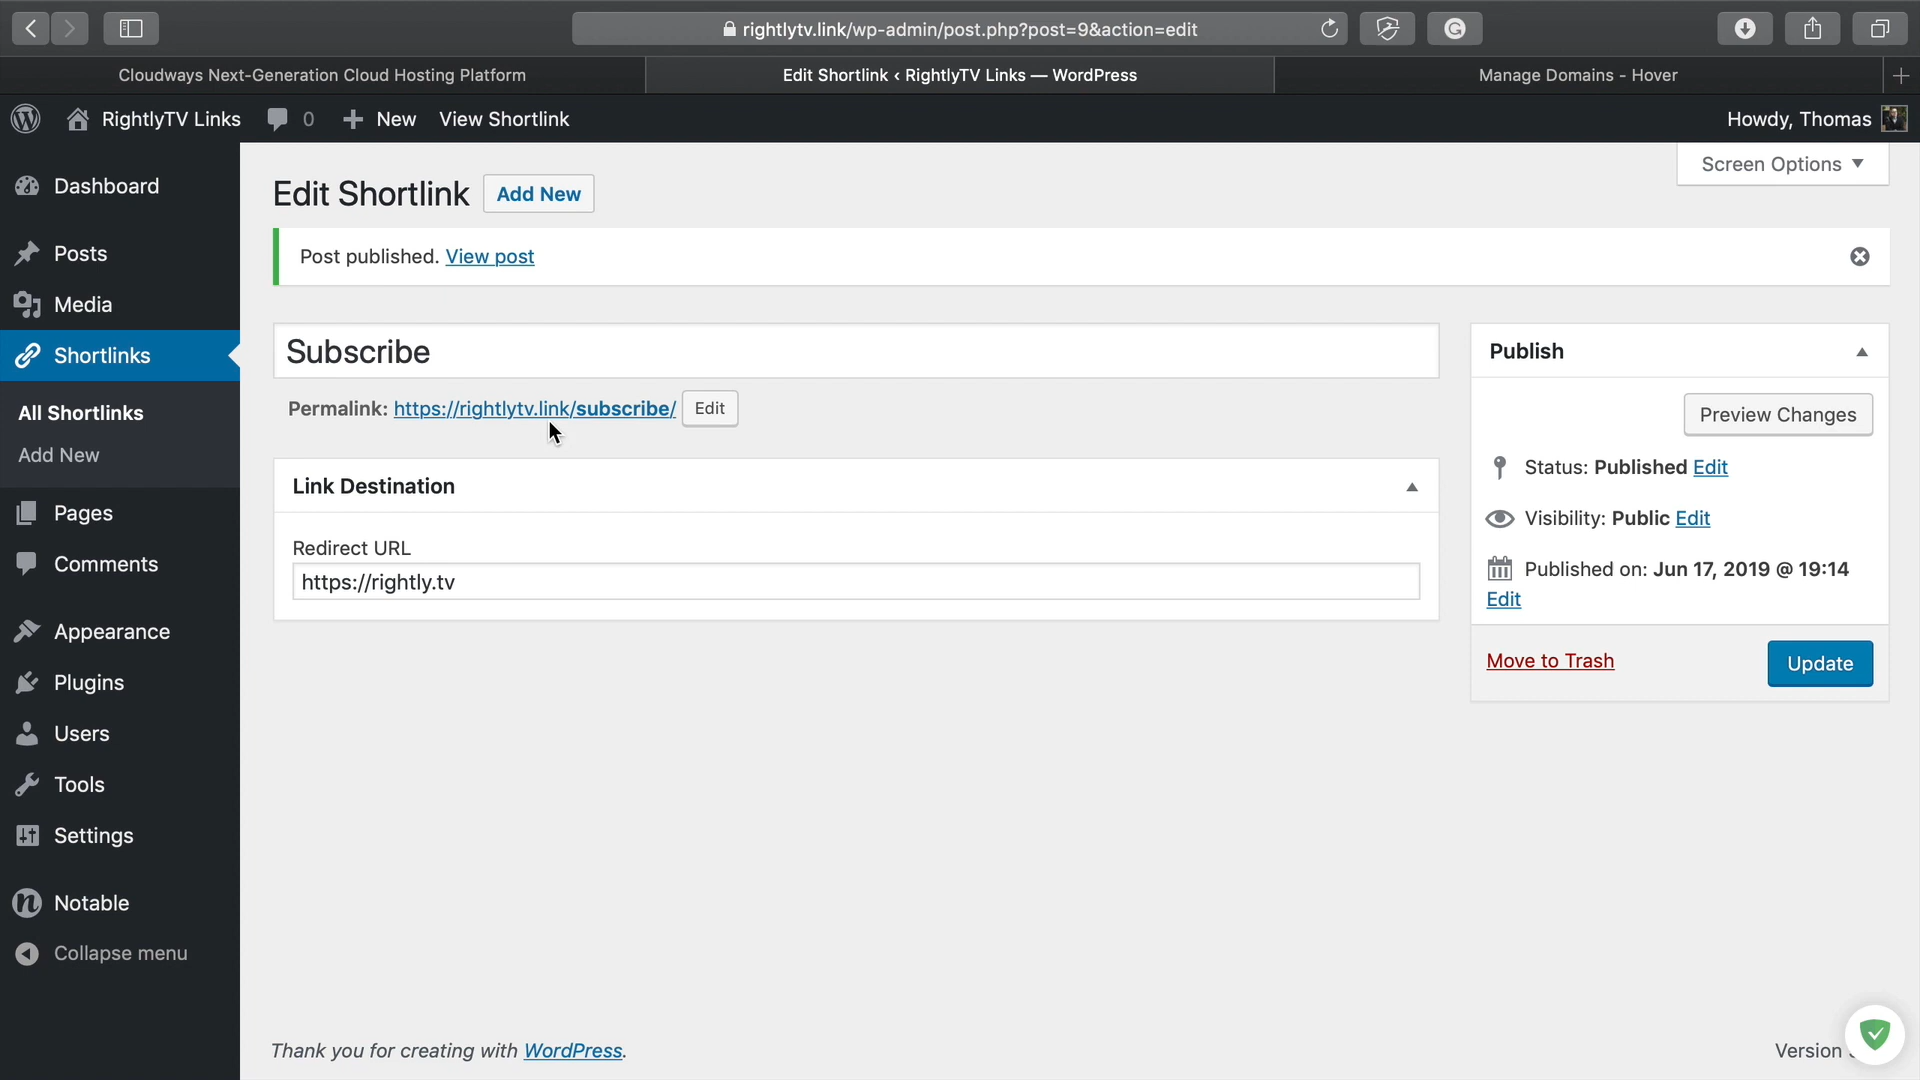 rightlytv.link/wp-admin/post.php?post=9&action=edit
Cloudways Next-Generation Cloud Hosting Platform
Edit Shortlink ‹ RightlyTV Links — WordPress
Manage Domains - Hover
RightlyTV Links
0
New
View Shortlink
Howdy, Thomas
Screen Options
Dashboard
Posts
Media
Shortlinks
All Shortlinks
Add New
Pages
Comments
Appearance
Plugins
Users
Tools
Settings
Notable
Collapse menu
Edit Shortlink
Add New
Post published. View post
Subscribe
Permalink: https://rightlytv.link/subscribe/ Edit
Link Destination
Redirect URL
https://rightly.tv
Publish
Preview Changes
Status: Published Edit
Visibility: Public Edit
Published on: Jun 17, 2019 @ 19:14
Edit
Move to Trash
Update
Thank you for creating with WordPress.
Version